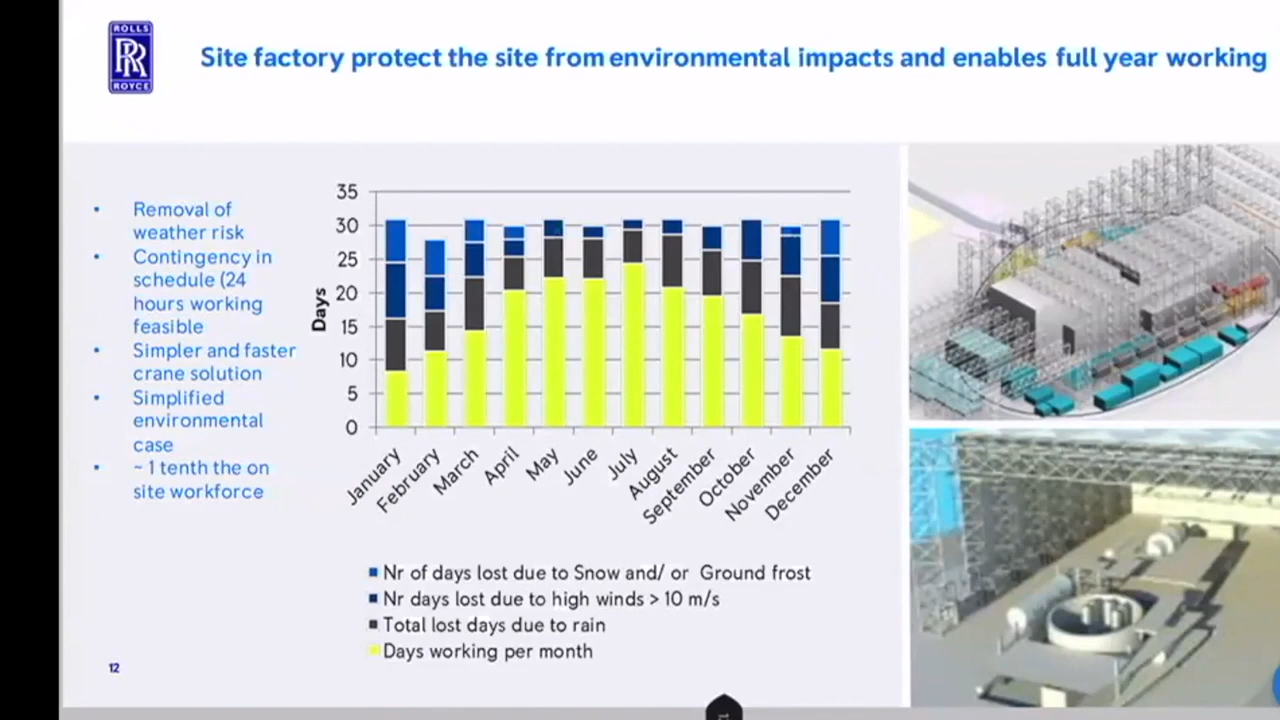 ROLLS
RR
ROYCE
Site factory protect the site from environmental impacts and enables full year working
• Removal of
weather risk
• Contingency in
schedule (24
hours working
feasible
• Simpler and faster
crane solution
• Simplified
environmental
case
• ~ 1 tenth the on
site workforce
Days
35
30
25
20
15
10
5
0
January
February
March
April
May
June
July
August
September
October
November
December
Nr of days lost due to Snow and/ or Ground frost
Nr days lost due to high winds > 10 m/s
Total lost days due to rain
Days working per month
12